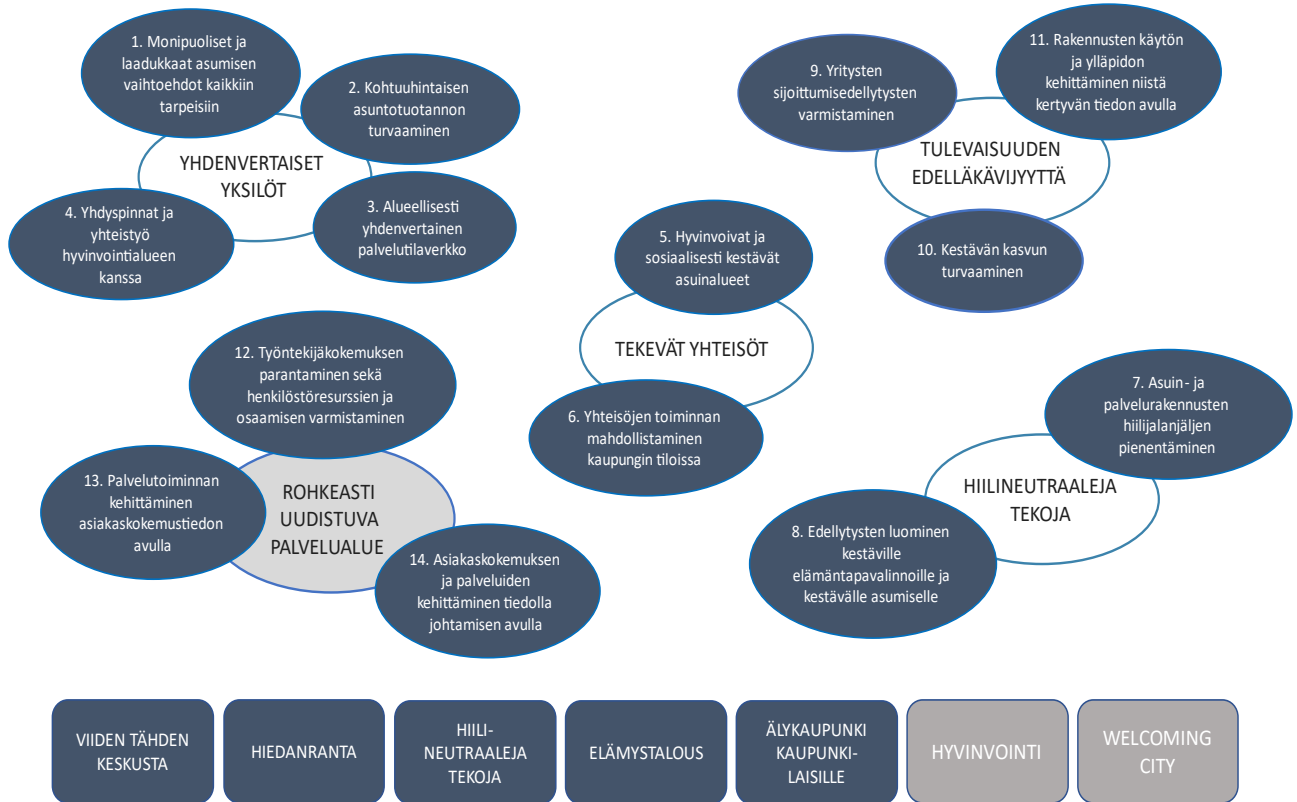 1. Monipuoliset ja
laadukkaat asumisen
vaihtoehdot kaikkiin
tarpeisiin
2. Kohtuuhintaisen
asuntotuotannon
turvaaminen
YHDENVERTAISET
YKSILÖT
3. Alueellisesti
yhdenvertainen
palvelutilaverkko
4. Yhdyspinnat ja
yhteistyö
hyvinvointialueen
kanssa
9. Yritysten
sijoittumisedellytysten
varmistaminen
11. Rakennusten käytön
ja ylläpidon
kehittäminen niistä
kertyvän tiedon avulla
TULEVAISUUDEN
EDELLÄKÄVIJYYTTÄ
10. Kestävän kasvun
turvaaminen
5. Hyvinvoivat ja
sosiaalisesti kestävät
asuinalueet
TEKEVÄT YHTEISÖT
6. Yhteisöjen toiminnan
mahdollistaminen
kaupungin tiloissa
12. Työntekijäkokemuksen
parantaminen sekä
henkilöstöresurssien ja
osaamisen varmistaminen
13. Palvelutoiminnan
kehittäminen
asiakaskokemustiedon
avulla
ROHKEASTI
UUDISTUVA
PALVELUALUE
14. Asiakaskokemuksen
ja palveluiden
kehittäminen tiedolla
johtamisen avulla
7. Asuin- ja
palvelurakennusten
hiilijalanjäljen
pienentäminen
HIILINEUTRAALEJA
TEKOJA
8. Edellytysten luominen
kestäville
elämäntapavalinnoille ja
kestävälle asumiselle
VIIDEN TÄHDEN
KESKUSTA
HIEDANRANTA
HIILI-
NEUTRAALEJA
TEKOJA
ELÄMYSTALOUS
ÄLYKAUPUNKI
KAUPUNKI-
LAISILLE
HYVINVOINTI
WELCOMING
CITY